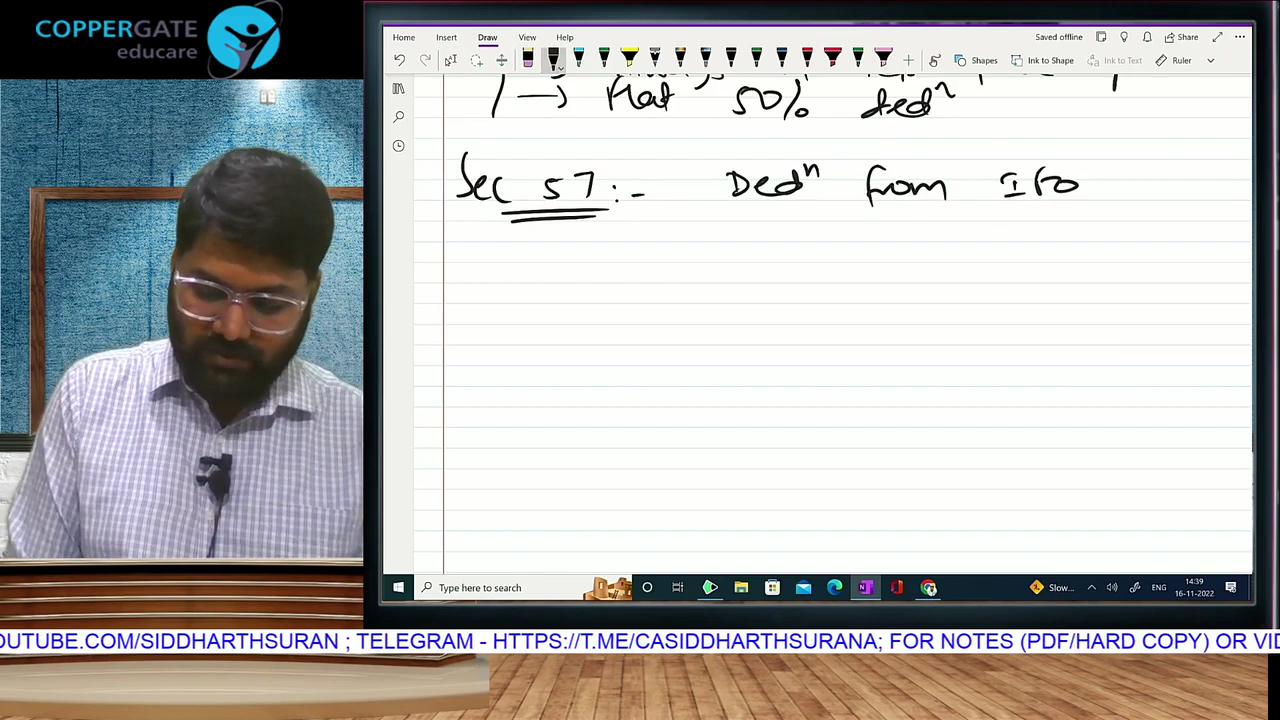 COPPERGATE
educare
Home Insert Draw View Help
Saved offline
Share
Shapes
Ink to Shape
Ink to Text
Ruler
→ Flat 50% dedⁿ
Sec 57:- Dedⁿ from IFO
Type here to search
Slow...
ENG
14:39
16-11-2022
OUTUBE.COM/SIDDHARTHSURAN ; TELEGRAM - HTTPS://T.ME/CASIDDHARTHSURANA; FOR NOTES (PDF/HARD COPY) OR VID